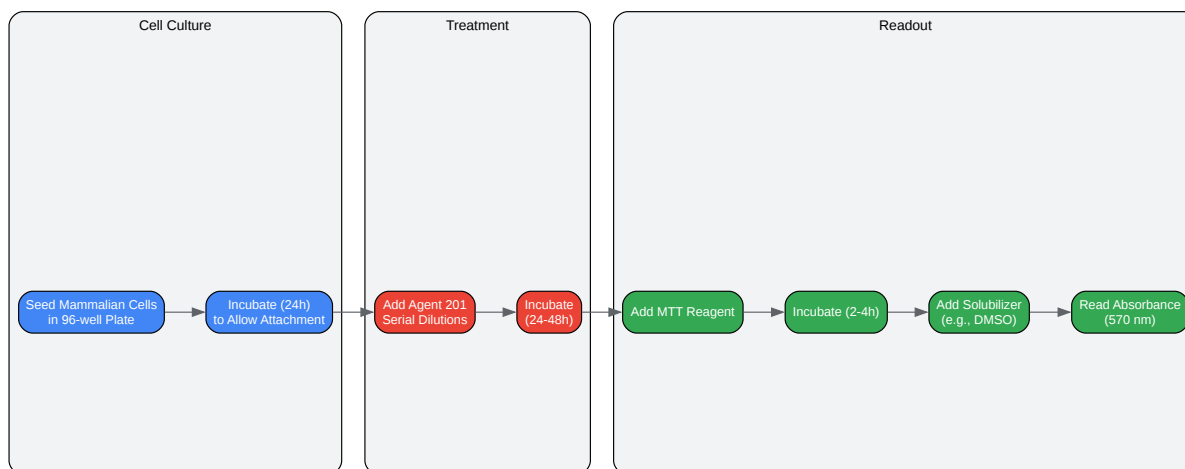 Cell Culture
Seed Mammalian Cells
in 96-well Plate
Incubate (24h)
to Allow Attachment
Treatment
Add Agent 201
Serial Dilutions
Incubate
(24-48h)
Readout
Add MTT Reagent
Incubate (2-4h)
Add Solubilizer
(e.g., DMSO)
Read Absorbance
(570 nm)